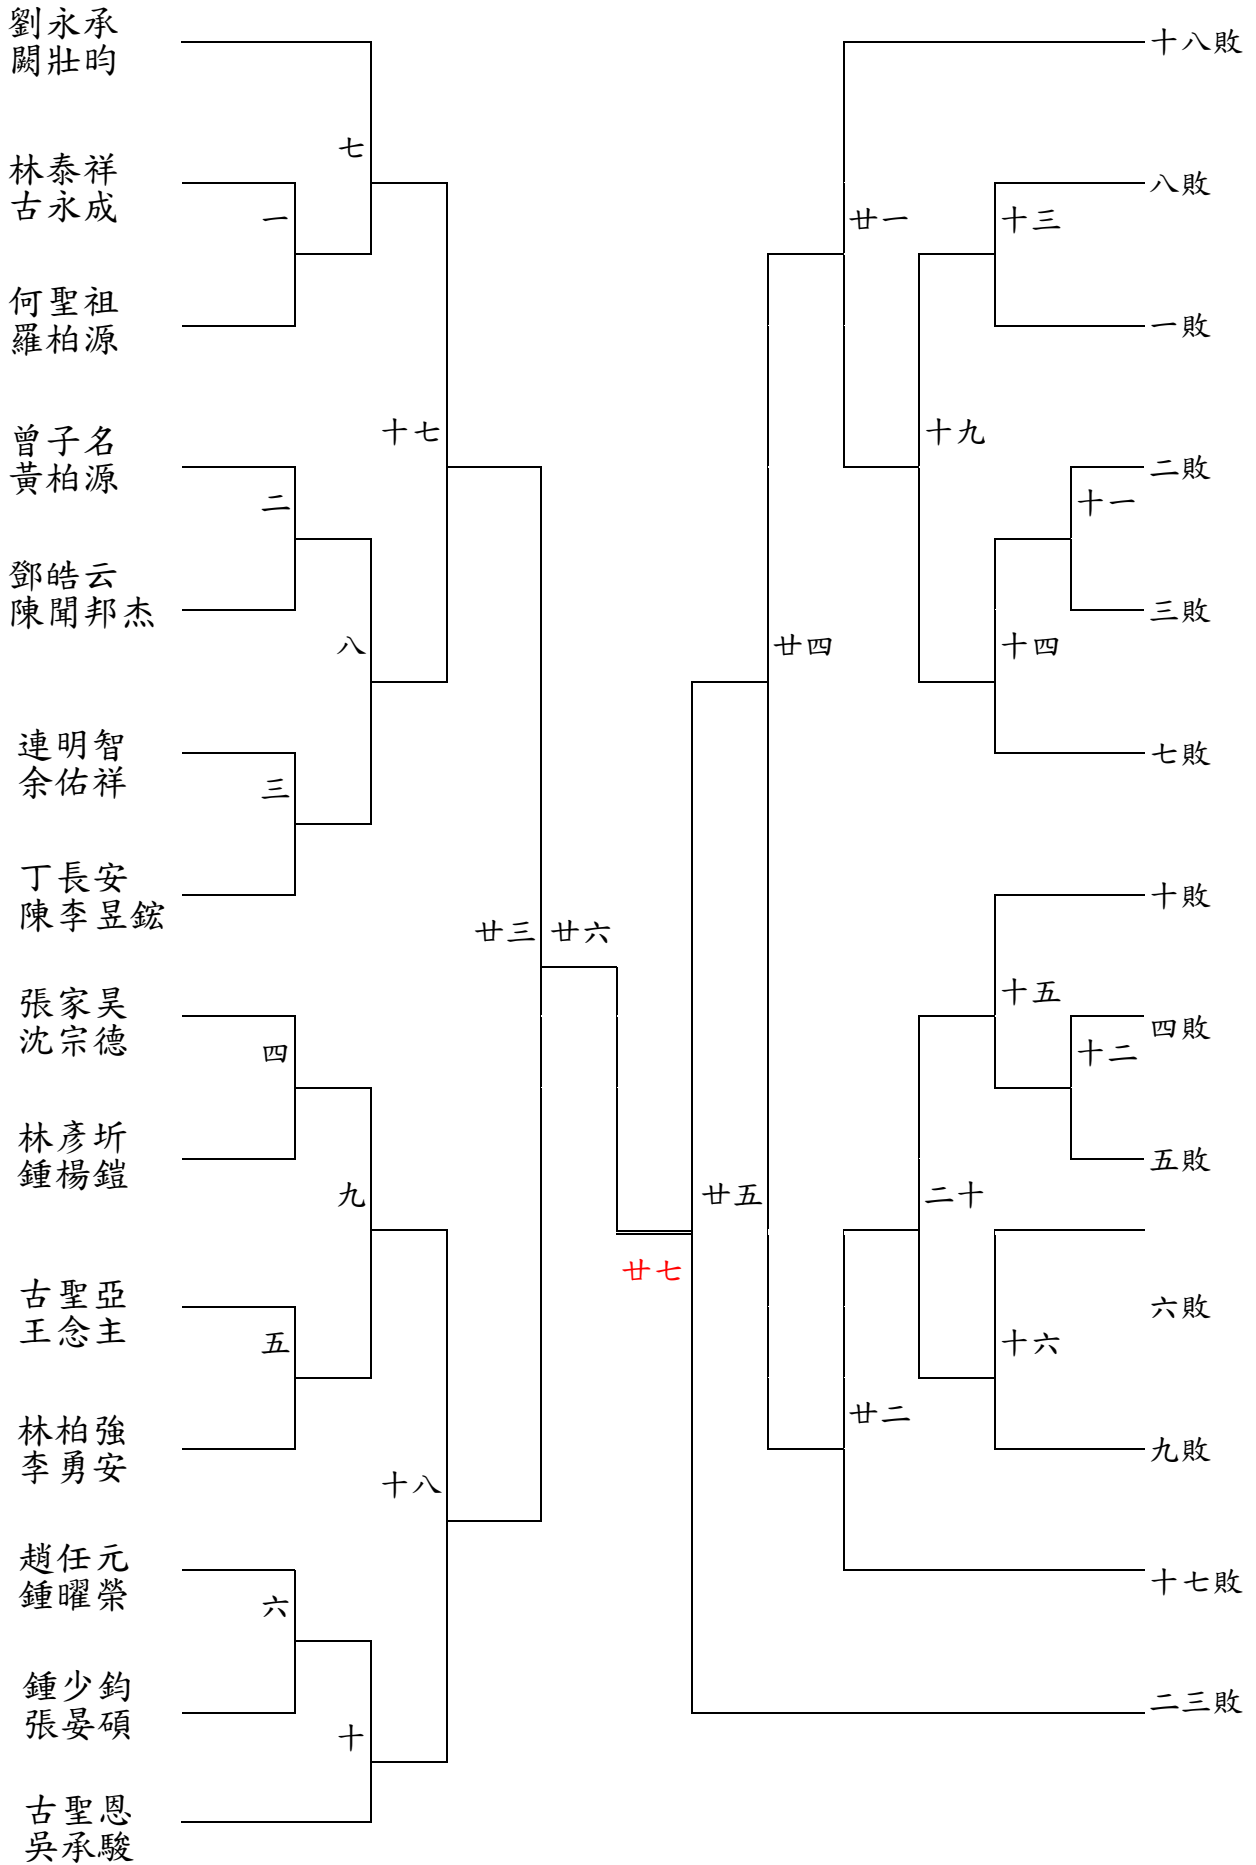 劉永承
闕壯昀
林泰祥
古永成
何聖祖
羅柏源
曾子名
黃柏源
鄧皓云
陳聞邦杰
連明智
余佑祥
丁長安
陳李昱鋐
張家昊
沈宗德
林彥圻
鍾楊鎧
古聖亞
王念主
林柏強
李勇安
趙任元
鍾曜榮
鍾少鈞
張晏碩
古聖恩
吳承駿
一
二
三
四
五
六
七
八
九
十
十七
十八
廿三
廿六
廿七
廿五
廿四
廿一
廿二
十九
二十
十三
十四
十五
十六
十一
十二
十八敗
八敗
一敗
二敗
三敗
七敗
十敗
四敗
五敗
六敗
九敗
十七敗
二三敗